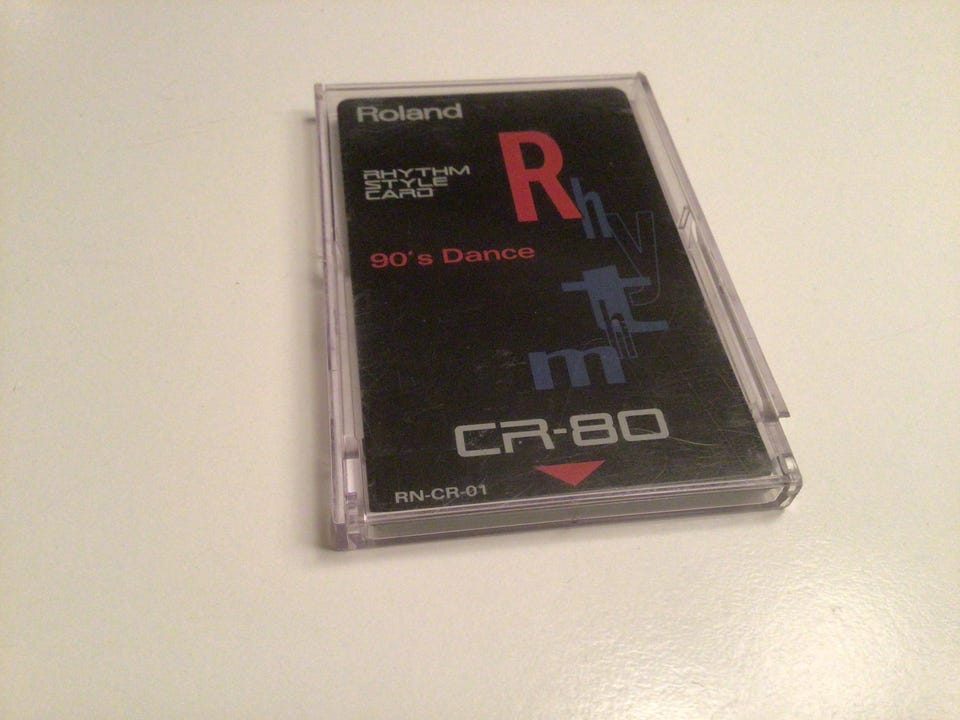 Roland
RHYTHM
STYLE
CARD
Rhythm
90's Dance
CR-80
RN-CR-01